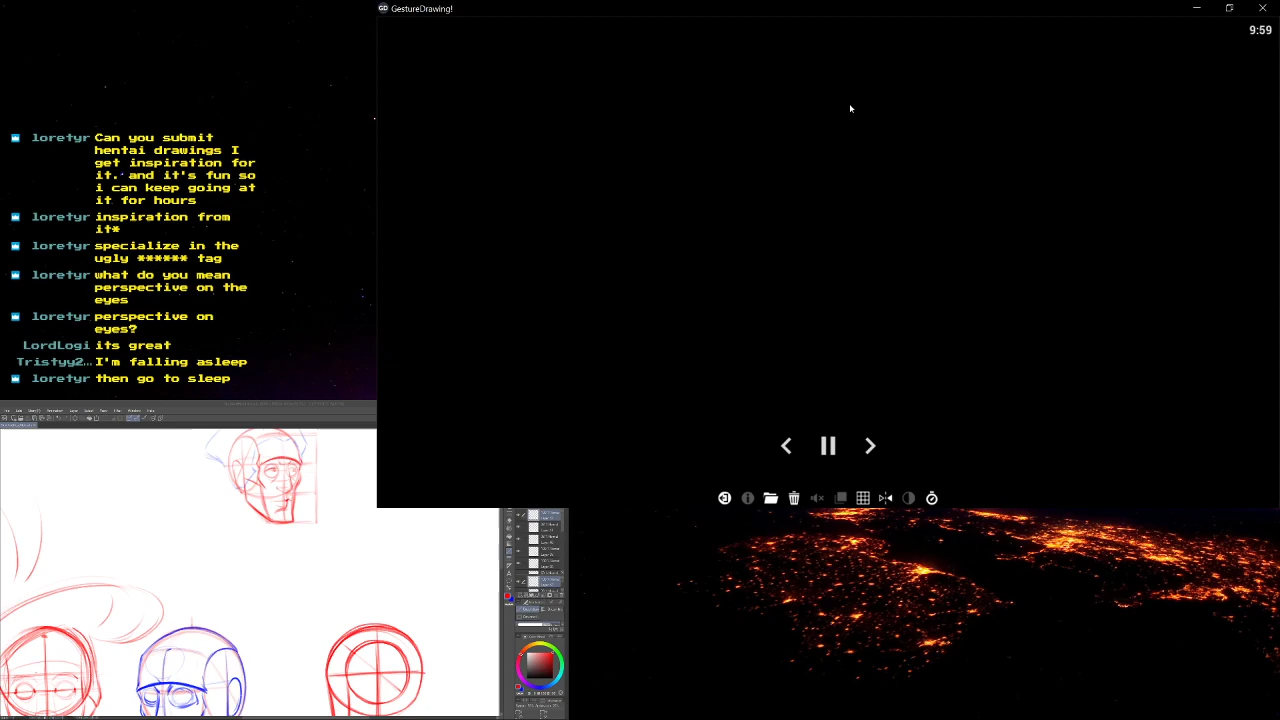 GD GestureDrawing!
9:59
loretyr Can you submit
hentai drawings I
get inspiration for
it. and it's fun so
i can keep going at
it for hours
loretyr inspiration from
it*
loretyr specialize in the
ugly ****** tag
loretyr what do you mean
perspective on the
eyes
loretyr perspective on
eyes?
LordLogi its great
Tristyy2… I'm falling asleep
loretyr then go to sleep